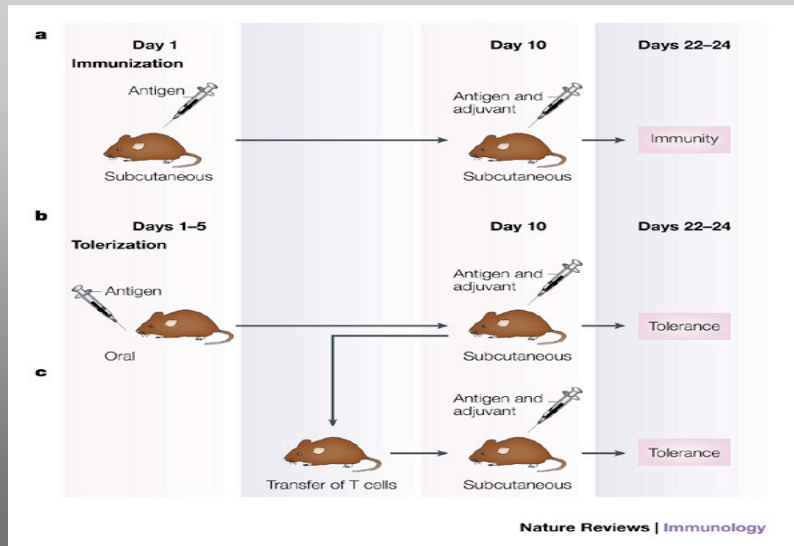 a
Day 1
Day 10
Days 22–24
Immunization
Antigen
Antigen and
adjuvant
Immunity
Subcutaneous
Subcutaneous
b
Days 1–5
Day 10
Days 22–24
Tolerization
Antigen
Antigen and
adjuvant
Tolerance
Oral
Subcutaneous
c
Antigen and
adjuvant
Tolerance
Transfer of T cells
Subcutaneous
Nature Reviews | Immunology